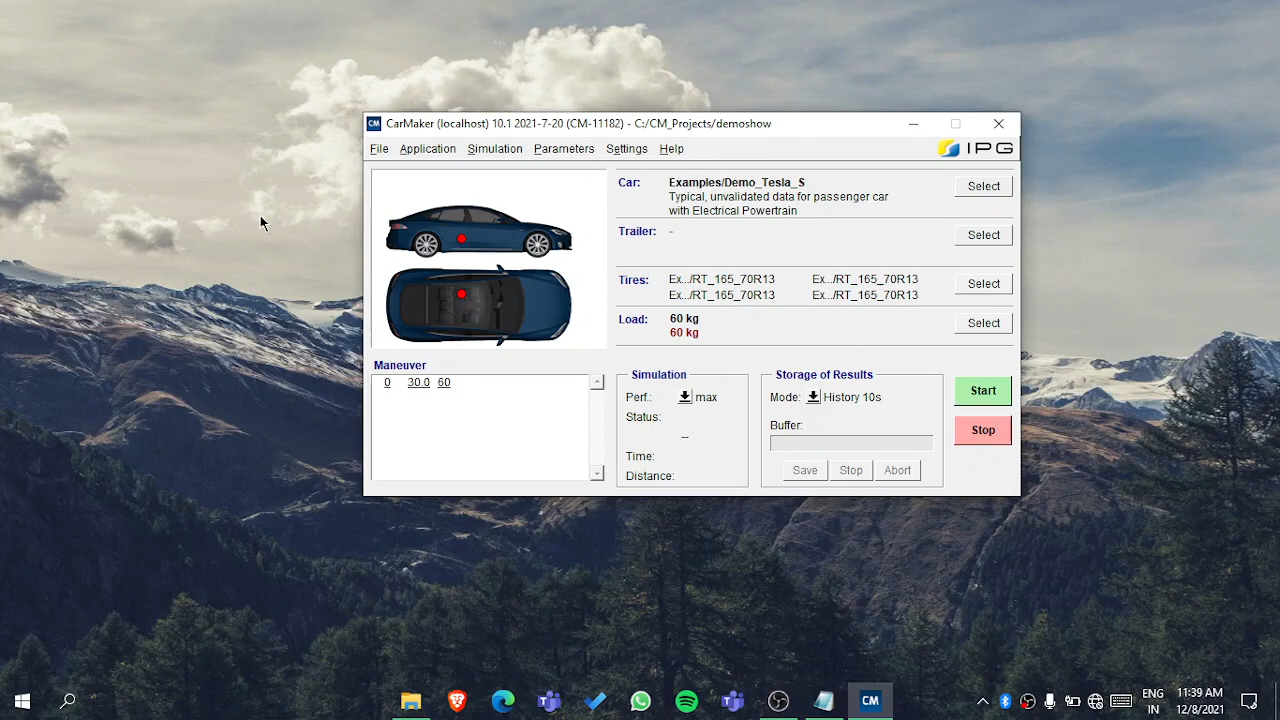 CM CarMaker (localhost) 10.1 2021-7-20 (CM-11182) - C:/CM_Projects/demoshow
File Application Simulation Parameters Settings Help
IPG
Car: Examples/Demo_Tesla_S Select
Typical, unvalidated data for passenger car
with Electrical Powertrain
Trailer: - Select
Tires: Ex.../RT_165_70R13 Ex.../RT_165_70R13 Select
Ex.../RT_165_70R13 Ex.../RT_165_70R13
Load: 60 kg Select
60 kg
Maneuver
0 30.0 60
Simulation
Perf.: max
Status:
--
Time:
Distance:
Storage of Results
Mode: History 10s
Buffer:
Save Stop Abort
Start
Stop
CM
ENG
IN
11:39 AM
12/8/2021